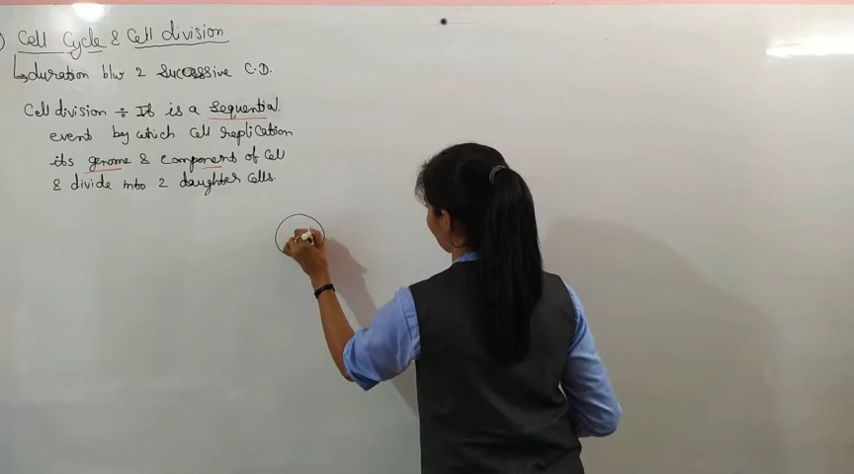 ) Cell Cycle & Cell division
↳duration b/w 2 Successive C.D.
Cell division ÷ It is a Sequential
event by which Cell replication
its genome & component of Cell
& divide into 2 daughter Cells.